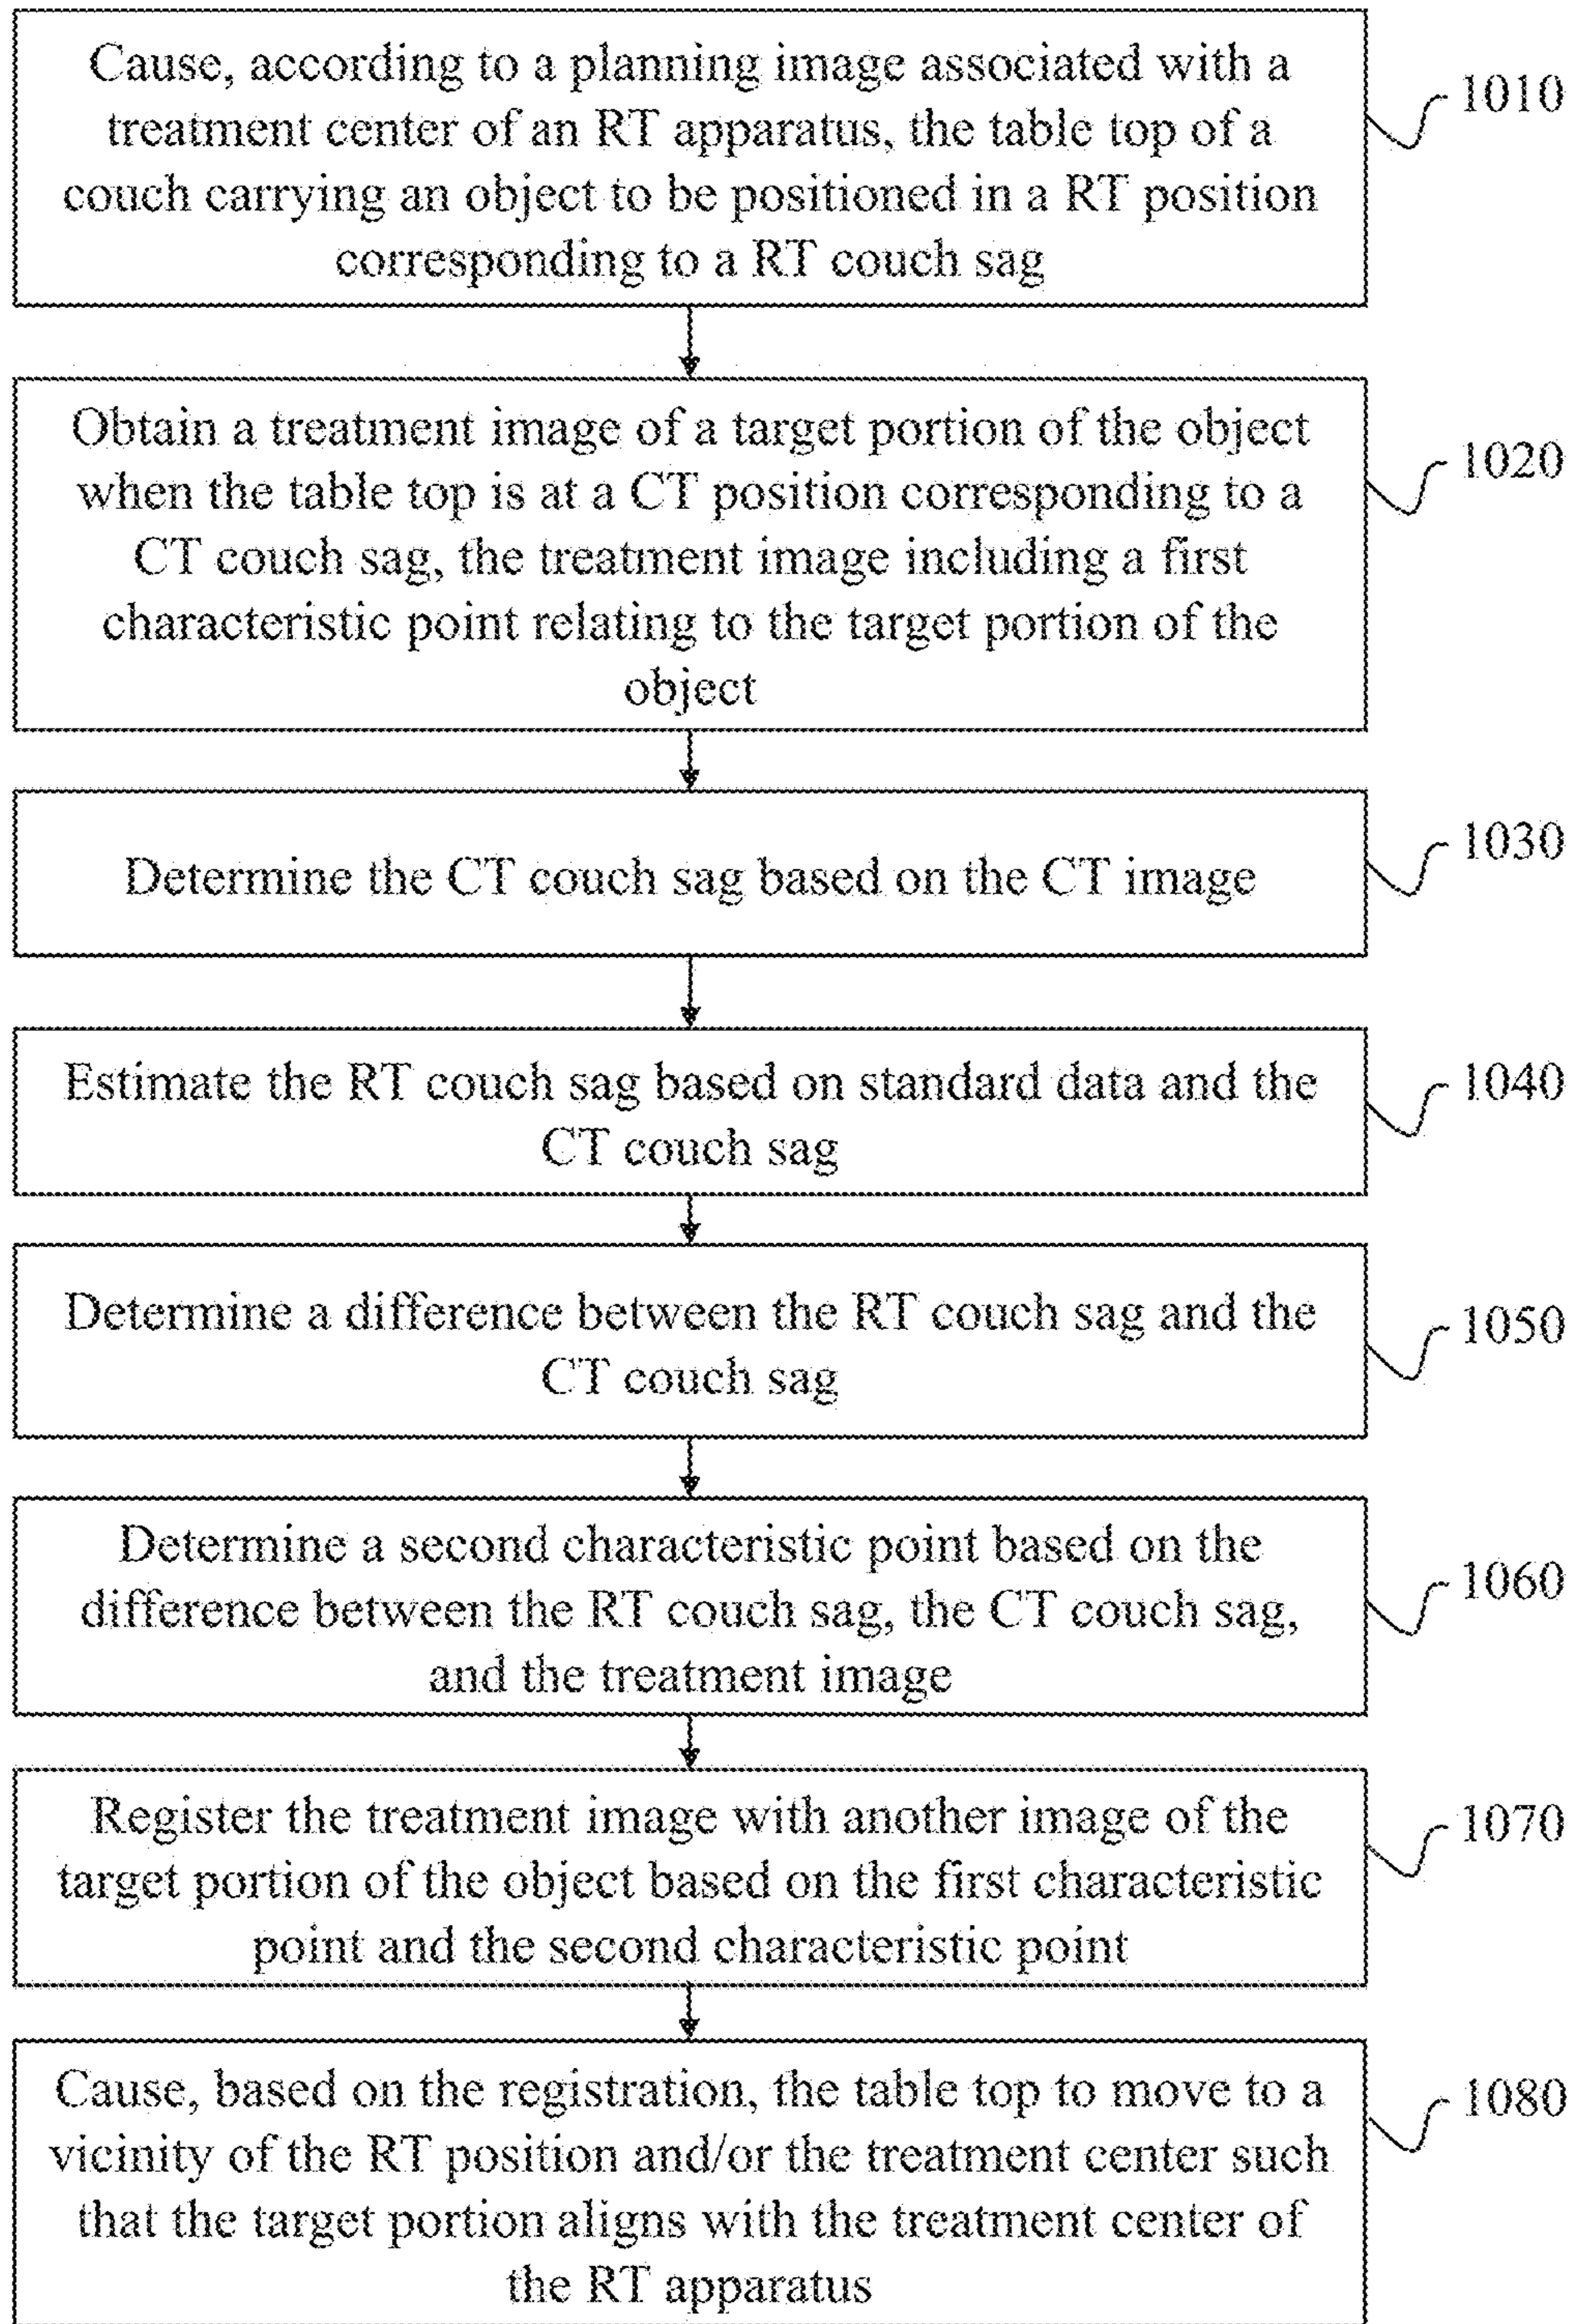 Cause, according to a planning image associated with a
treatment center of an RT apparatus, the table top of a
couch carrying an object to be positioned in a RT position
corresponding to a RT couch sag
1010
Obtain a treatment image of a target portion of the object
when the table top is at a CT position corresponding to a
CT couch sag, the treatment image including a first
characteristic point relating to the target portion of the
object
1020
Determine the CT couch sag based on the CT image
1030
Estimate the RT couch sag based on standard data and the
CT couch sag
1040
Determine a difference between the RT couch sag and the
CT couch sag
1050
Determine a second characteristic point based on the
difference between the RT couch sag, the CT couch sag,
and the treatment image
1060
Register the treatment image with another image of the
target portion of the object based on the first characteristic
point and the second characteristic point
1070
Cause, based on the registration, the table top to move to a
vicinity of the RT position and/or the treatment center such
that the target portion aligns with the treatment center of
the RT apparatus
1080